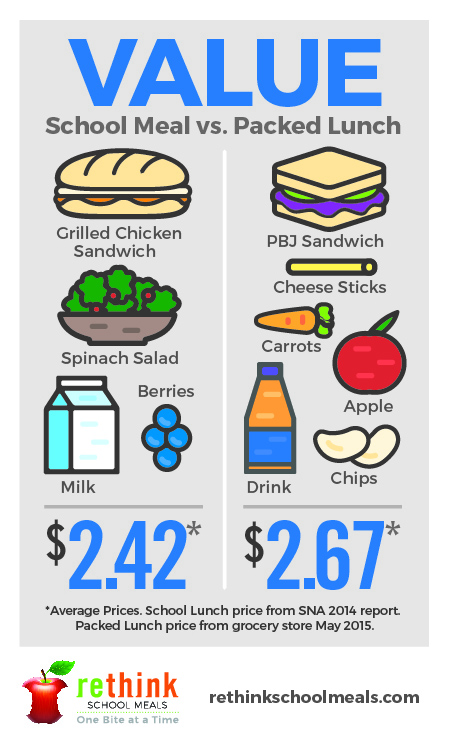 VALUE
School Meal vs. Packed Lunch
Grilled Chicken
Sandwich
Spinach Salad
Berries
Milk
$2.42*
PBJ Sandwich
Cheese Sticks
Carrots
Apple
Drink
Chips
$2.67*
*Average Prices. School Lunch price from SNA 2014 report.
Packed Lunch price from grocery store May 2015.
rethink
SCHOOL MEALS
One Bite at a Time
rethinkschoolmeals.com